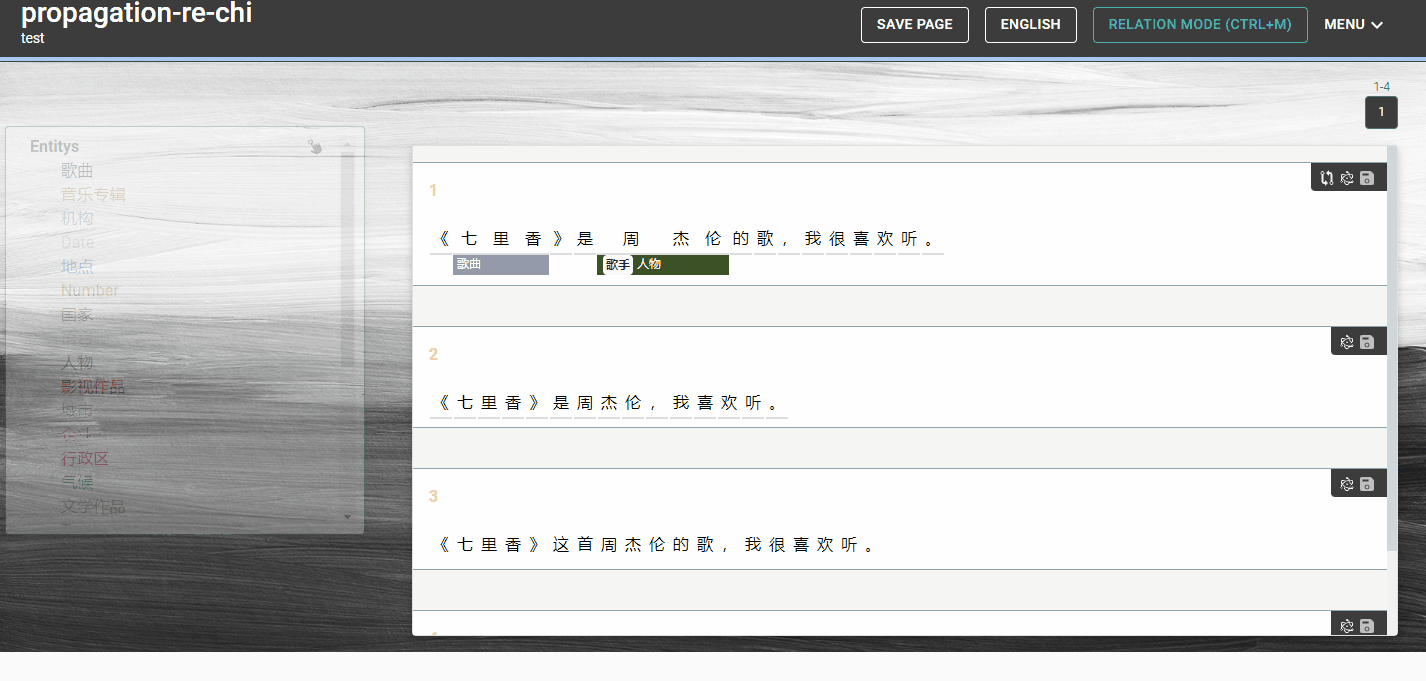 propagation-re-chi
test
SAVE PAGE
ENGLISH
RELATION MODE (CTRL+M)
MENU
1-4
1
Entitys
歌曲
音乐专辑
机构
Date
地点
Number
国家
人物
影视作品
城市
行政区
气候
文学作品
1
《七里香》是周杰伦的歌，我很喜欢听。
歌曲
歌手 人物
2
《七里香》是周杰伦，我喜欢听。
3
《七里香》这首周杰伦的歌，我很喜欢听。